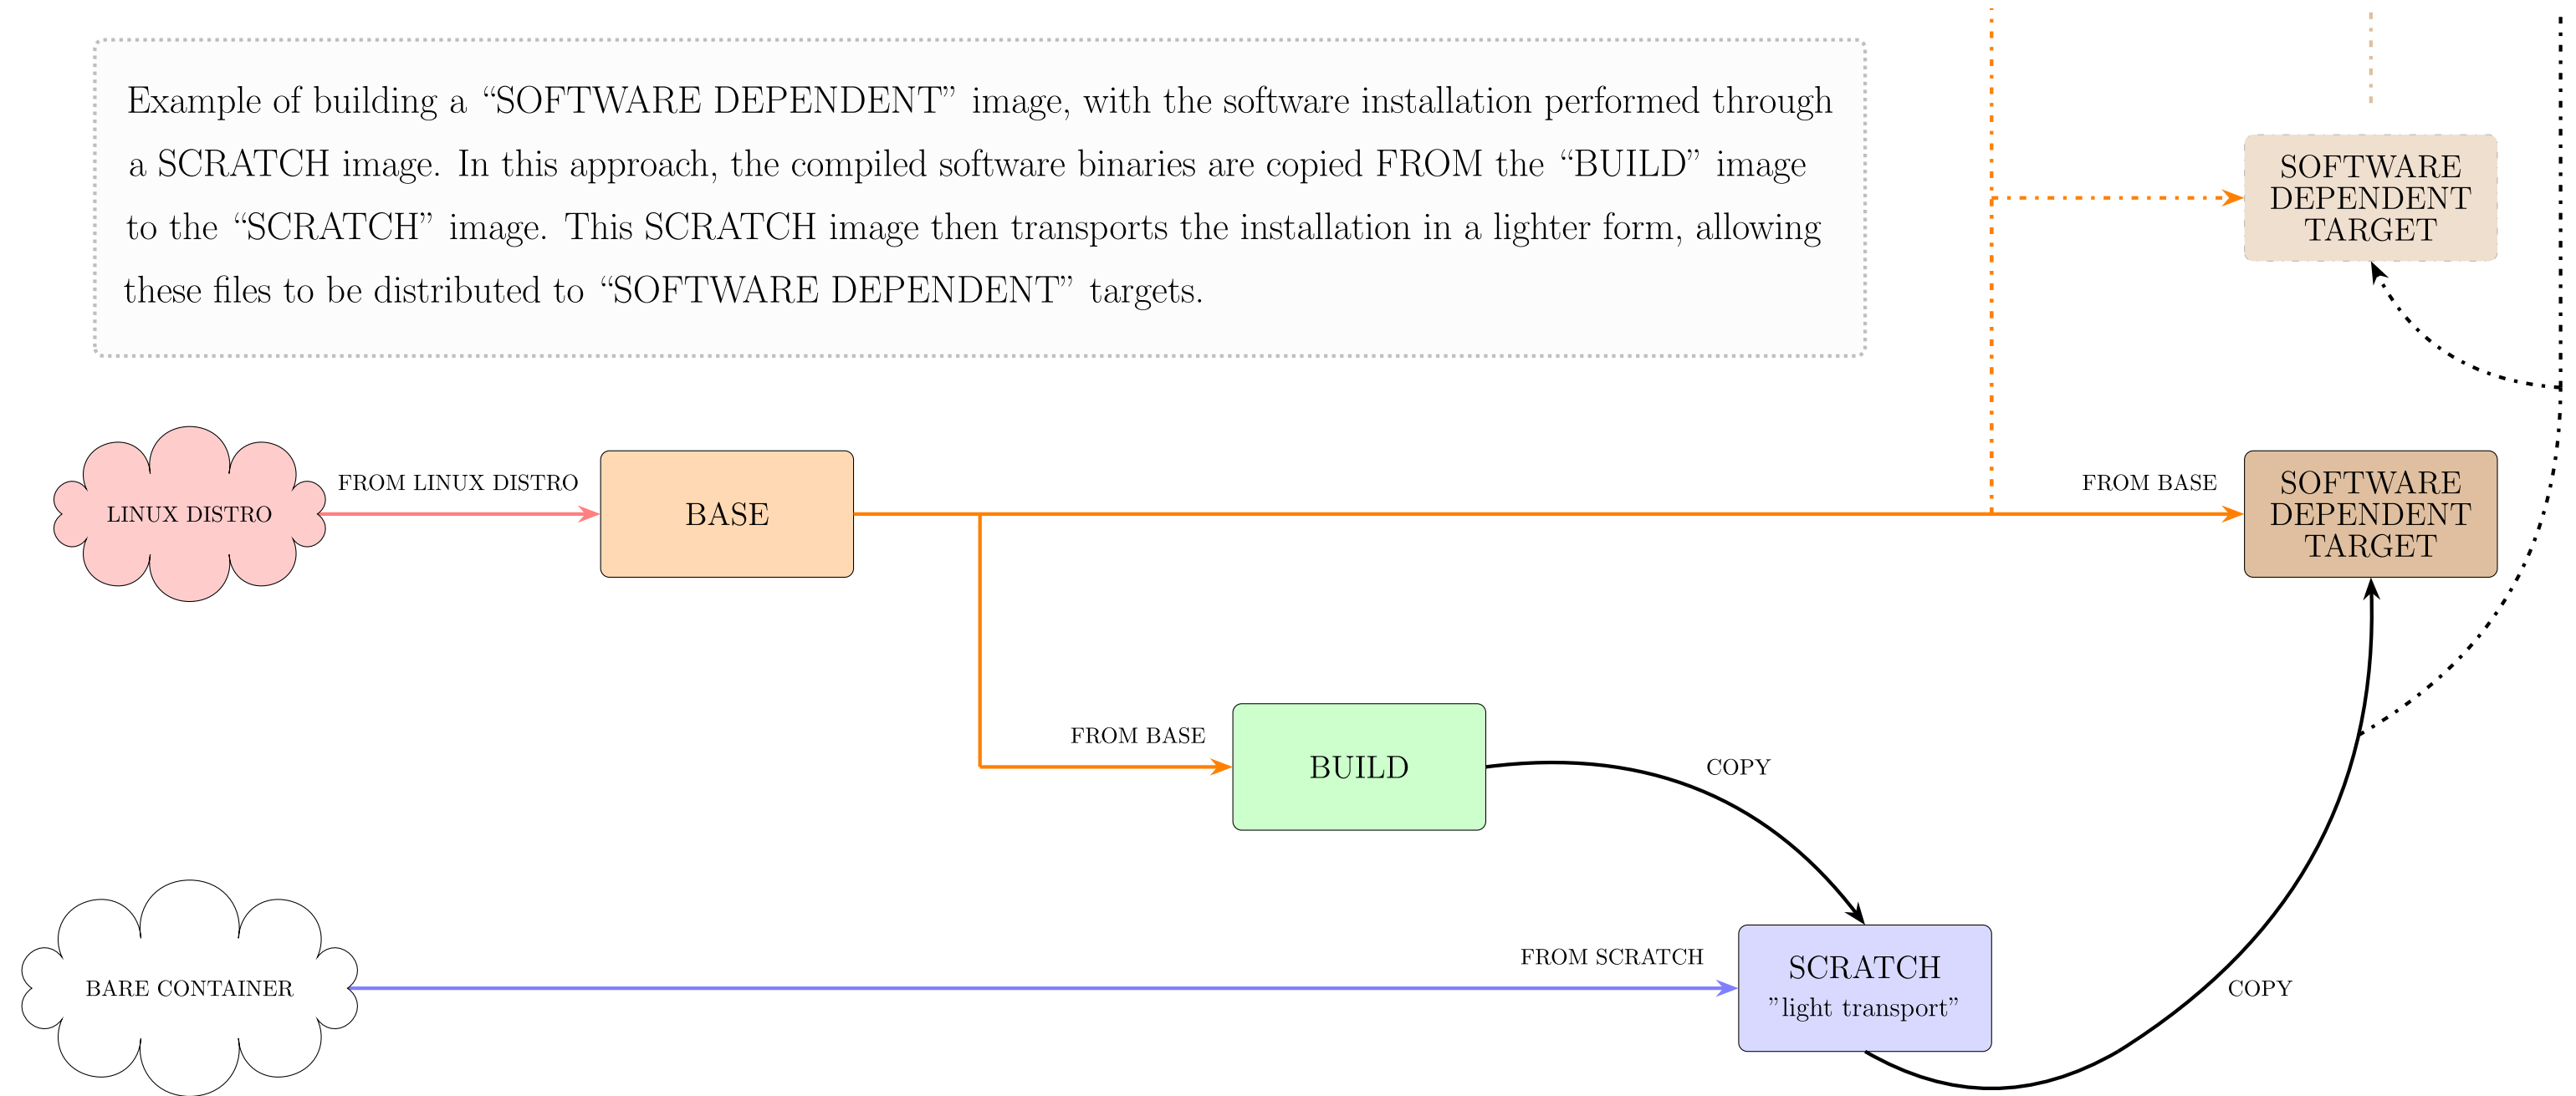 Example of building a “SOFTWARE DEPENDENT” image, with the software installation performed through
a SCRATCH image. In this approach, the compiled software binaries are copied FROM the “BUILD” image
to the “SCRATCH” image. This SCRATCH image then transports the installation in a lighter form, allowing
these files to be distributed to “SOFTWARE DEPENDENT” targets.
SOFTWARE
DEPENDENT
TARGET
LINUX DISTRO
FROM LINUX DISTRO
BASE
FROM BASE
SOFTWARE
DEPENDENT
TARGET
FROM BASE
BUILD
COPY
BARE CONTAINER
FROM SCRATCH
SCRATCH
”light transport”
COPY